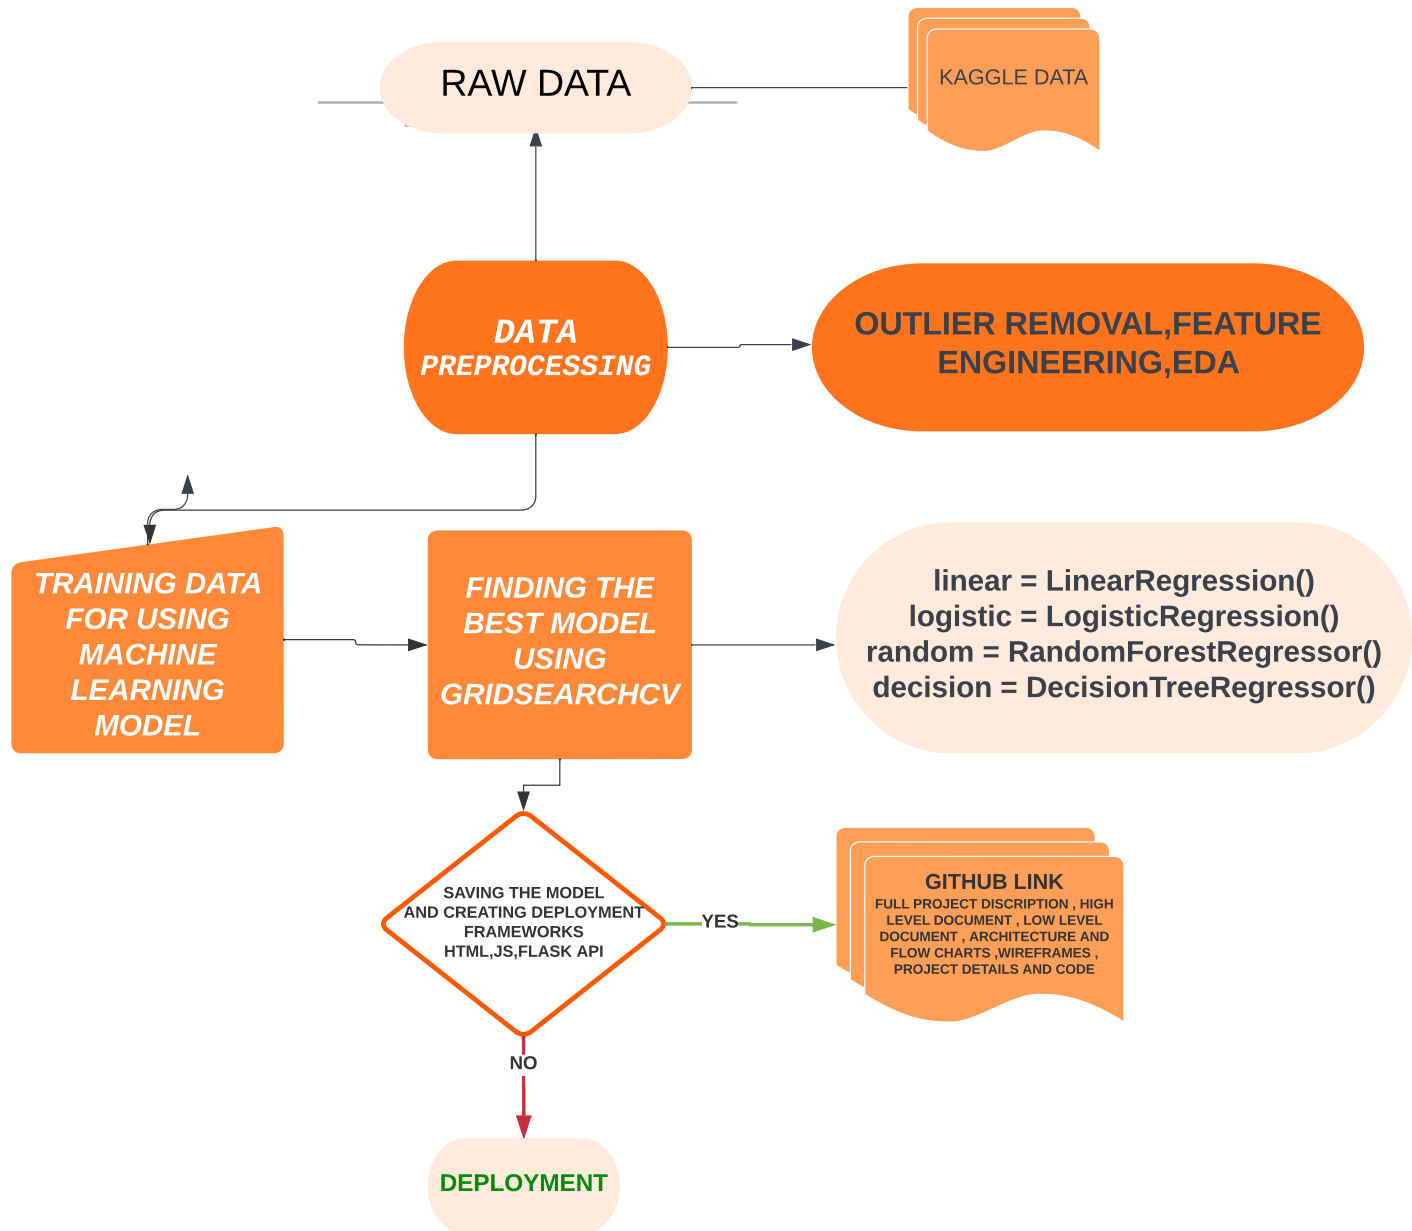 RAW DATA
KAGGLE DATA
DATA
PREPROCESSING
OUTLIER REMOVAL,FEATURE
ENGINEERING,EDA
TRAINING DATA
FOR USING
MACHINE
LEARNING
MODEL
FINDING THE
BEST MODEL
USING
GRIDSEARCHCV
linear = LinearRegression()
logistic = LogisticRegression()
random = RandomForestRegressor()
decision = DecisionTreeRegressor()
SAVING THE MODEL
AND CREATING DEPLOYMENT
FRAMEWORKS
HTML,JS,FLASK API
YES
GITHUB LINK
FULL PROJECT DISCRIPTION , HIGH
LEVEL DOCUMENT , LOW LEVEL
DOCUMENT , ARCHITECTURE AND
FLOW CHARTS ,WIREFRAMES ,
PROJECT DETAILS AND CODE
NO
DEPLOYMENT